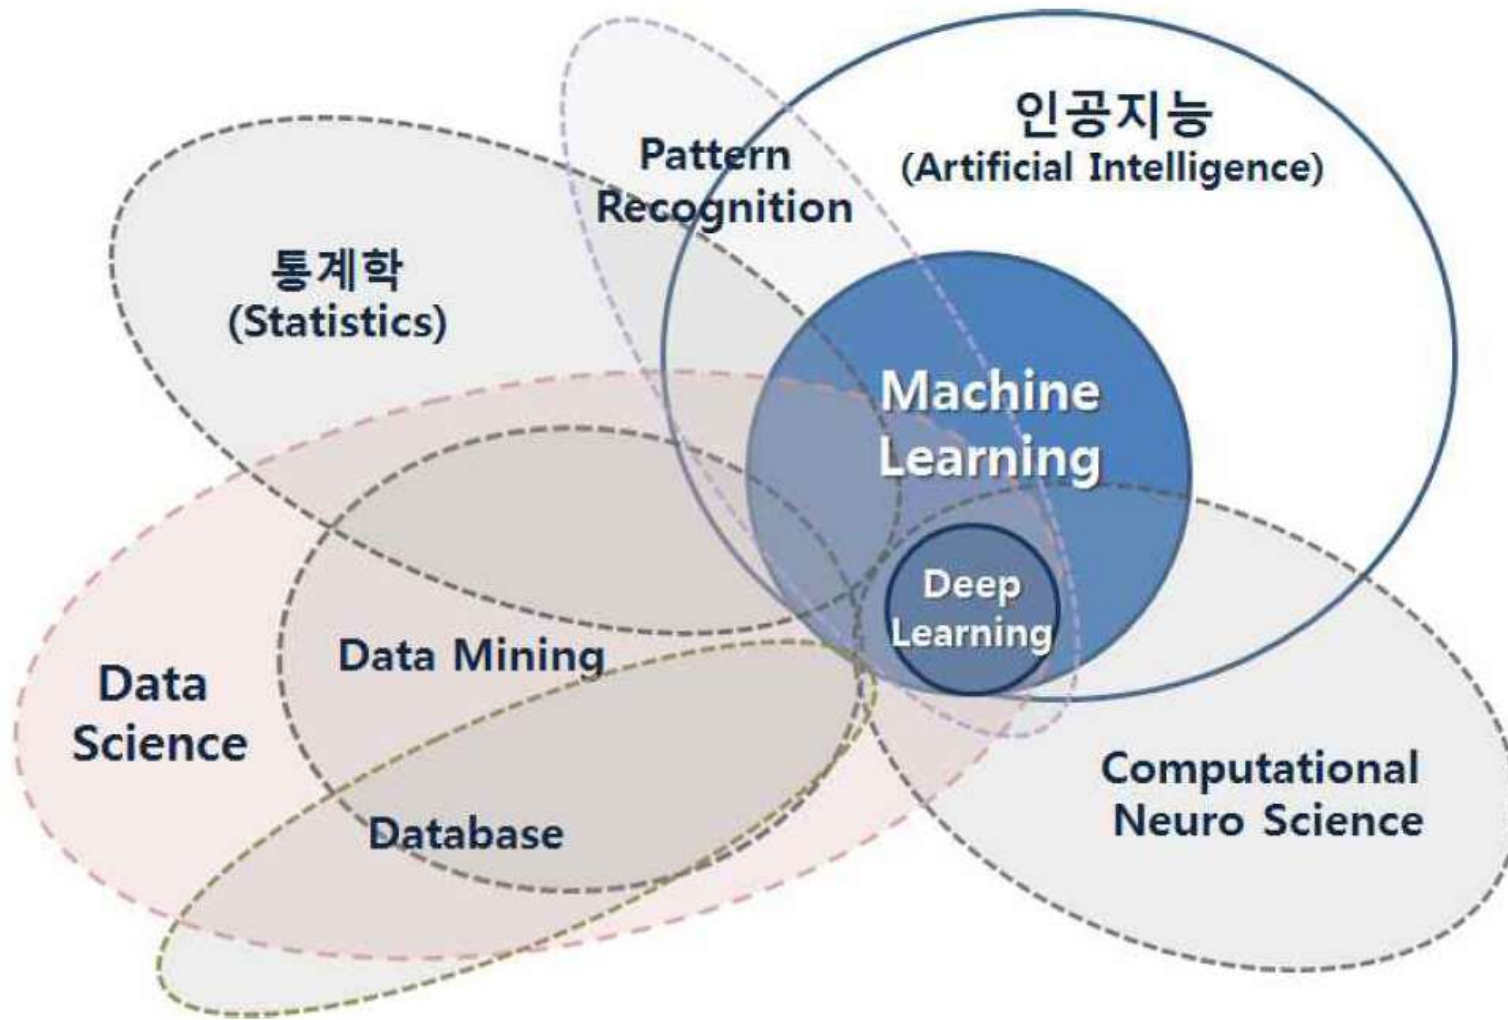 Pattern
Recognition
인공지능
(Artificial Intelligence)
통계학
(Statistics)
Machine
Learning
Deep
Learning
Data Mining
Data
Science
Database
Computational
Neuro Science